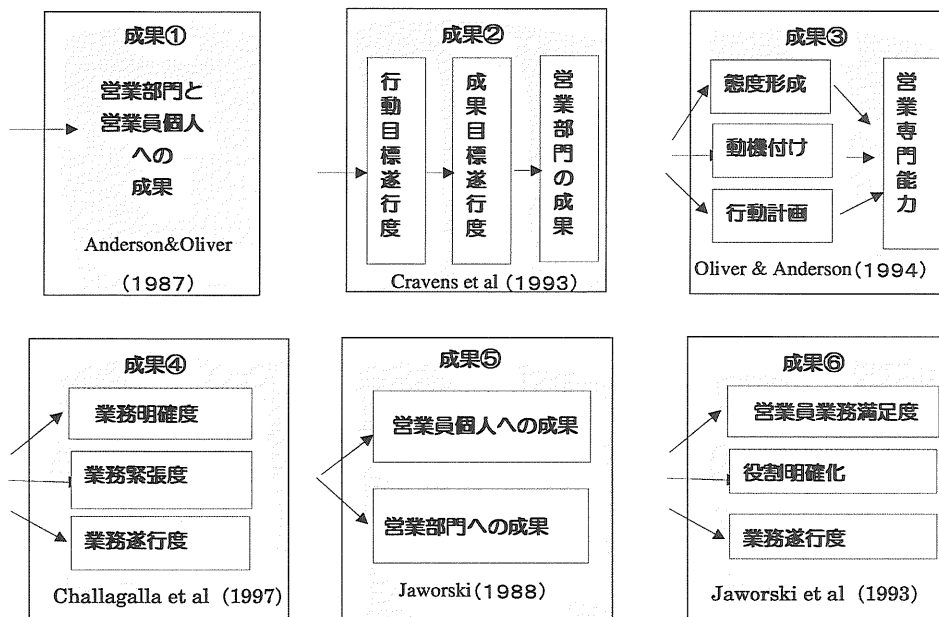 成果①
営業部門と
営業員個人
への
成果
Anderson&Oliver
(1987)
成果②
行動目標遂行度
成果目標遂行度
営業部門の成果
Cravens et al (1993)
成果③
態度形成
動機付け
行動計画
営業専門能力
Oliver & Anderson(1994)
成果④
業務明確度
業務緊張度
業務遂行度
Challagalla et al (1997)
成果⑤
営業員個人への成果
営業部門への成果
Jaworski(1988)
成果⑥
営業員業務満足度
役割明確化
業務遂行度
Jaworski et al (1993)